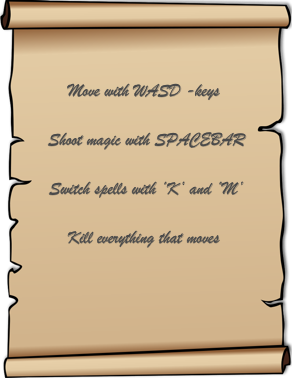 Move with WASD -keys
Shoot magic with SPACEBAR
Switch spells with 'K' and 'M'
Kill everything that moves